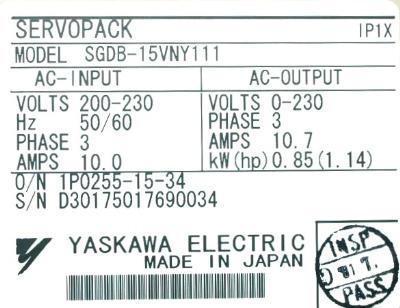 SERVOPACK IP1X
MODEL SGDB-15VNY111
AC-INPUT AC-OUTPUT
VOLTS 200-230 VOLTS 0-230
Hz 50/60 PHASE 3
PHASE 3 AMPS 10.7
AMPS 10.0 kW(hp) 0.85(1.14)
O/N 1P0255-15-34
S/N D30175017690034
YASKAWA ELECTRIC
MADE IN JAPAN
INSP
PASS